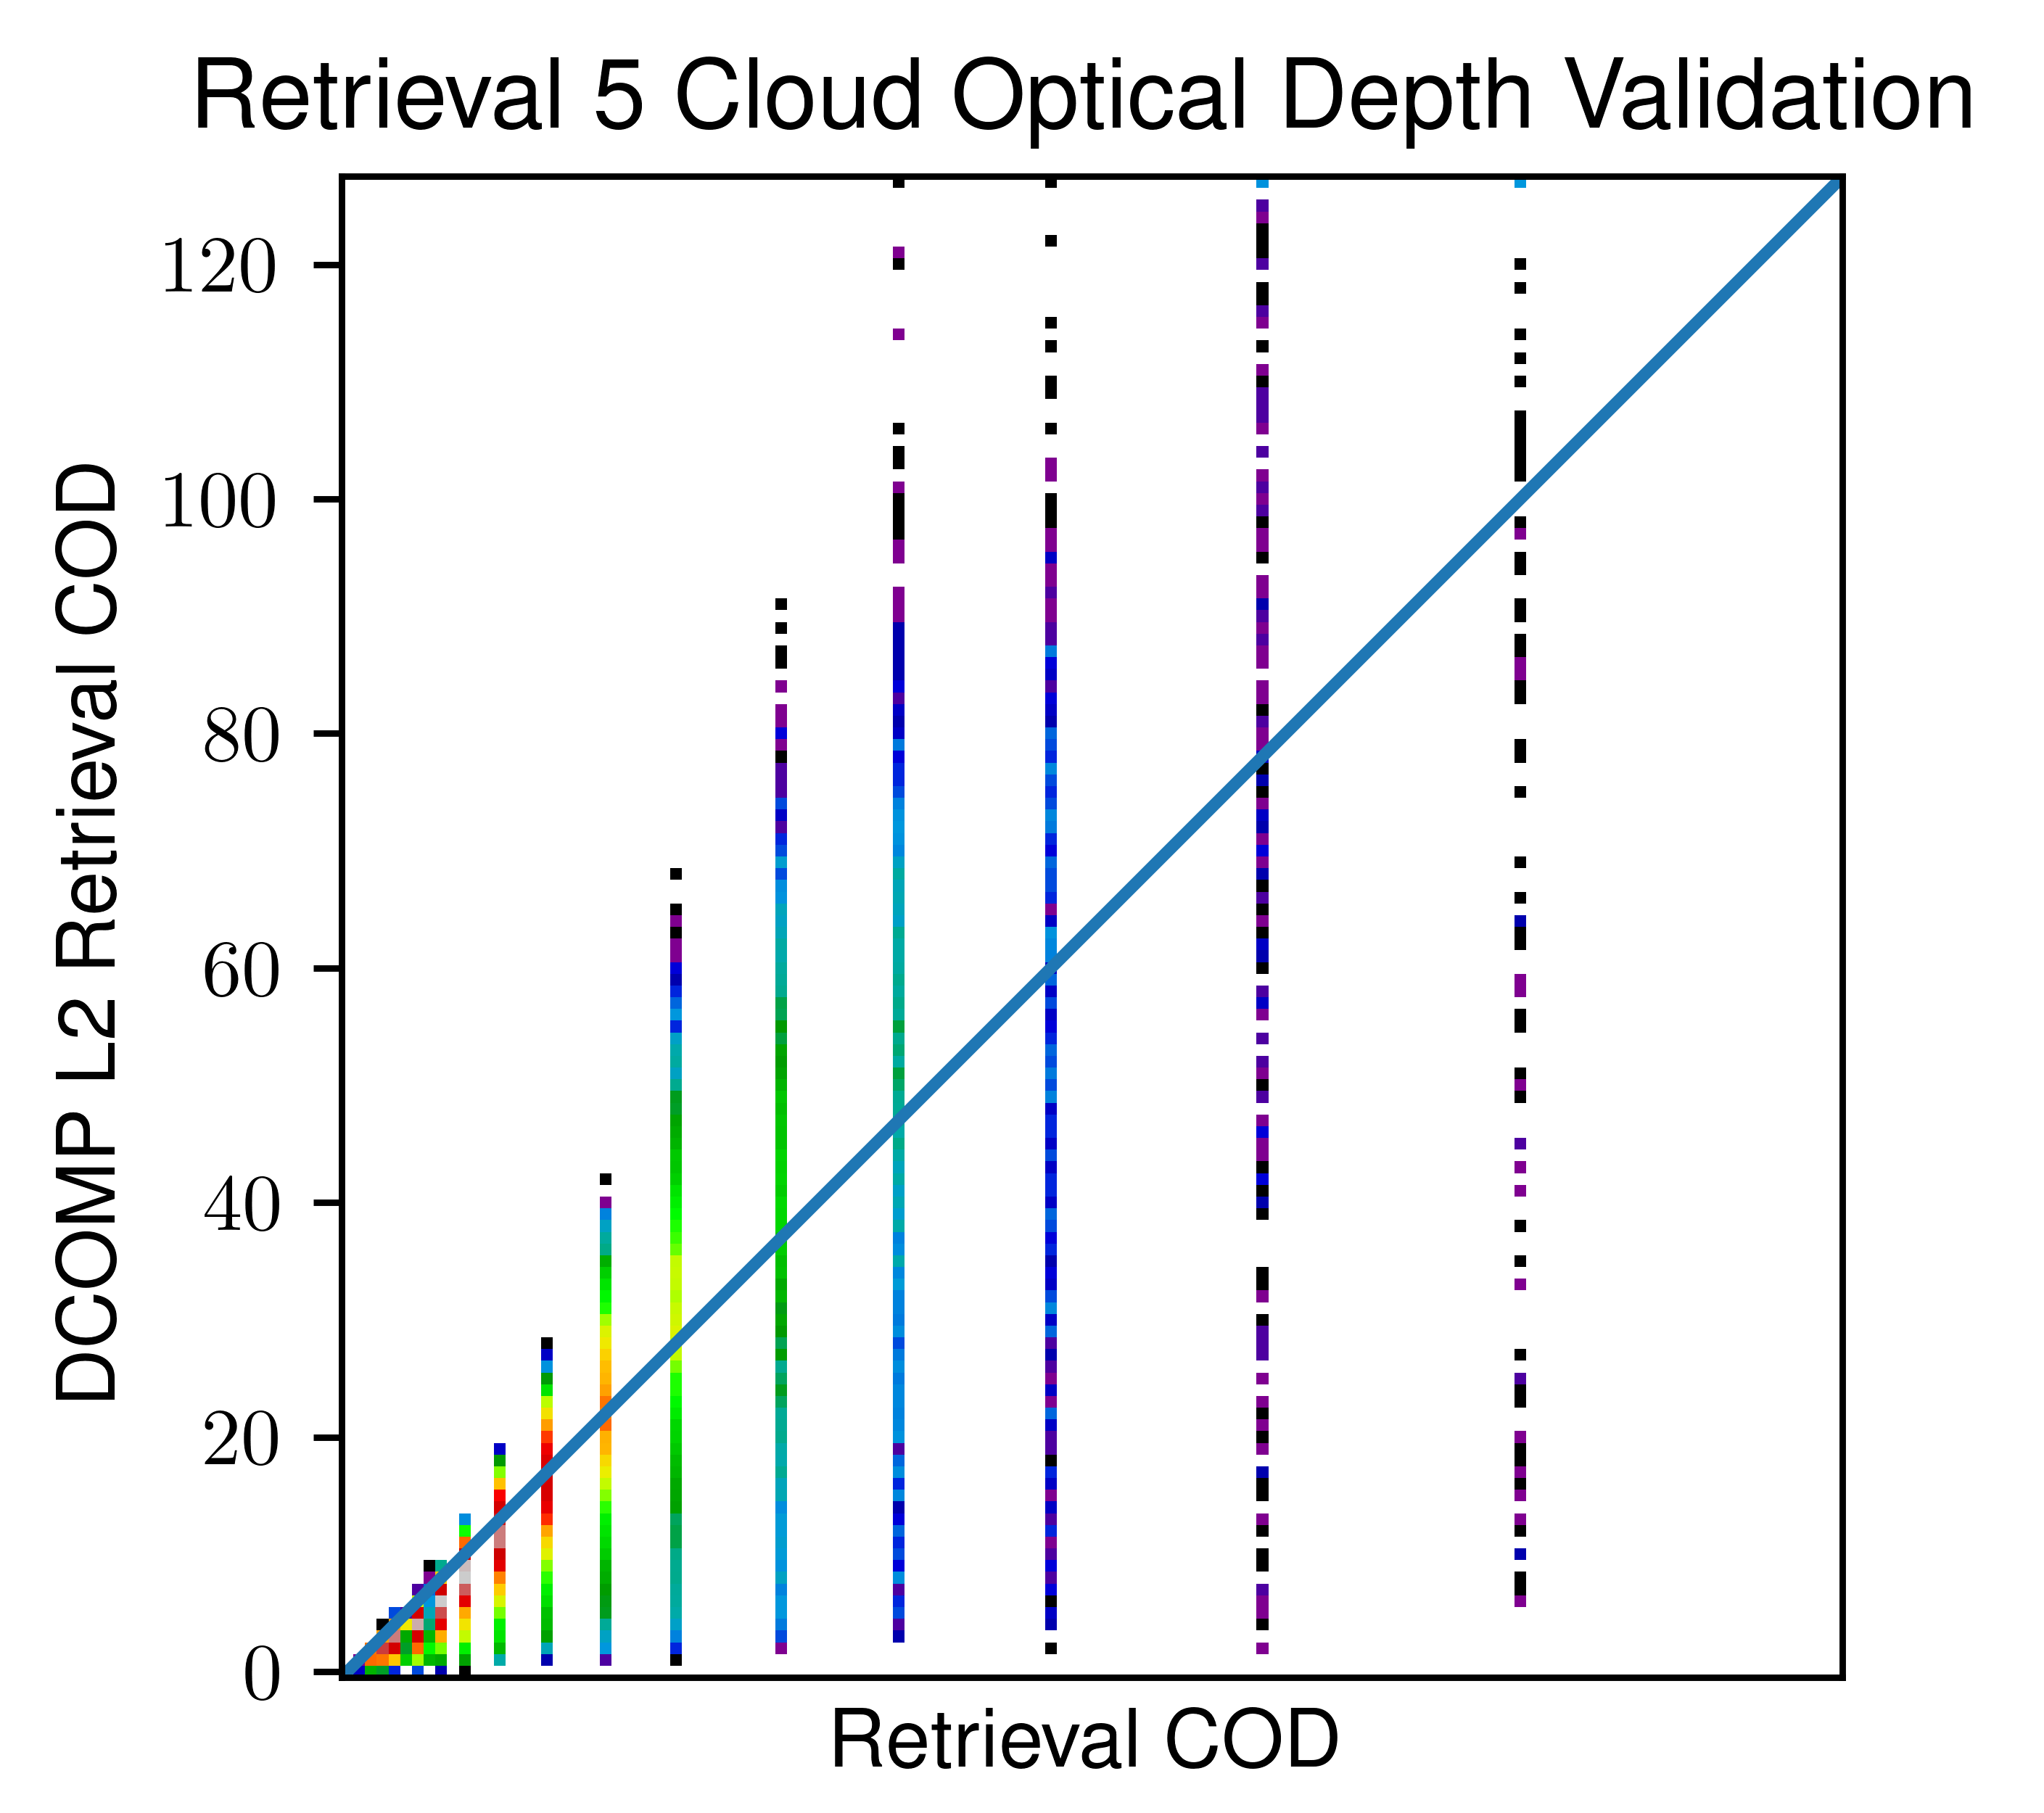 Retrieval 5 Cloud Optical Depth Validation
DCOMP L2 Retrieval COD
120
100
80
60
40
20
0
Retrieval COD